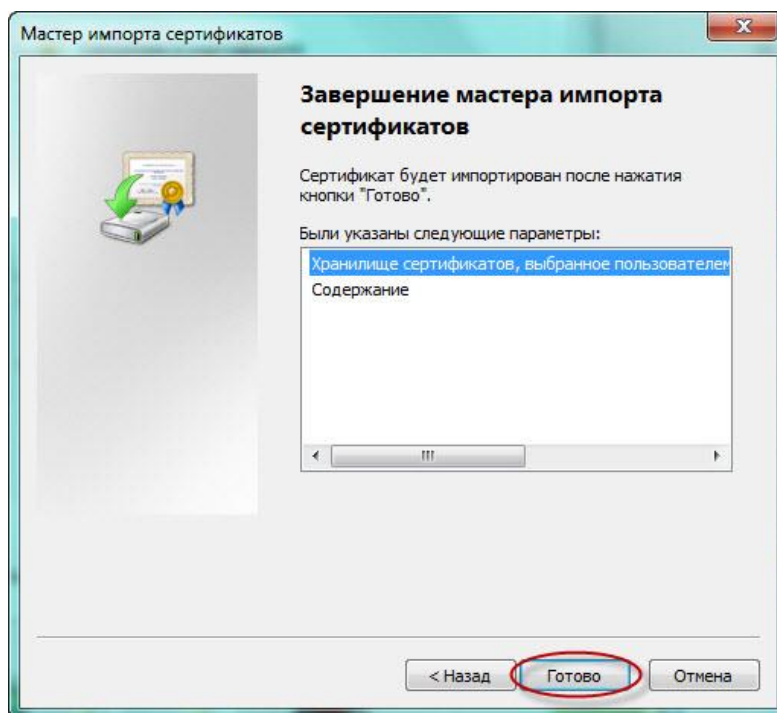 Мастер импорта сертификатов
Завершение мастера импорта
сертификатов
Сертификат будет импортирован после нажатия
кнопки "Готово".
Были указаны следующие параметры:
Хранилище сертификатов, выбранное пользователем
Содержание
< Назад
Готово
Отмена